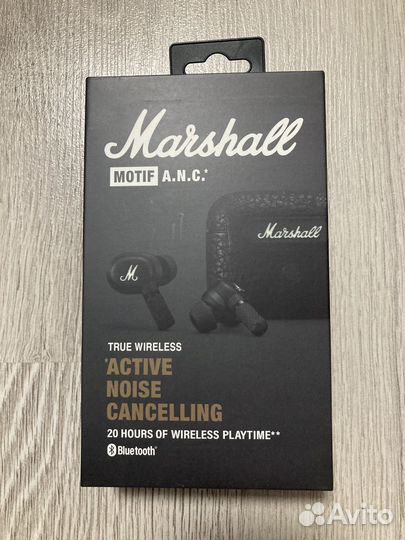 Marshall
MOTIF A.N.C.*
Marshall
M
TRUE WIRELESS
*ACTIVE
NOISE
CANCELLING
20 HOURS OF WIRELESS PLAYTIME**
Bluetooth®
Avito